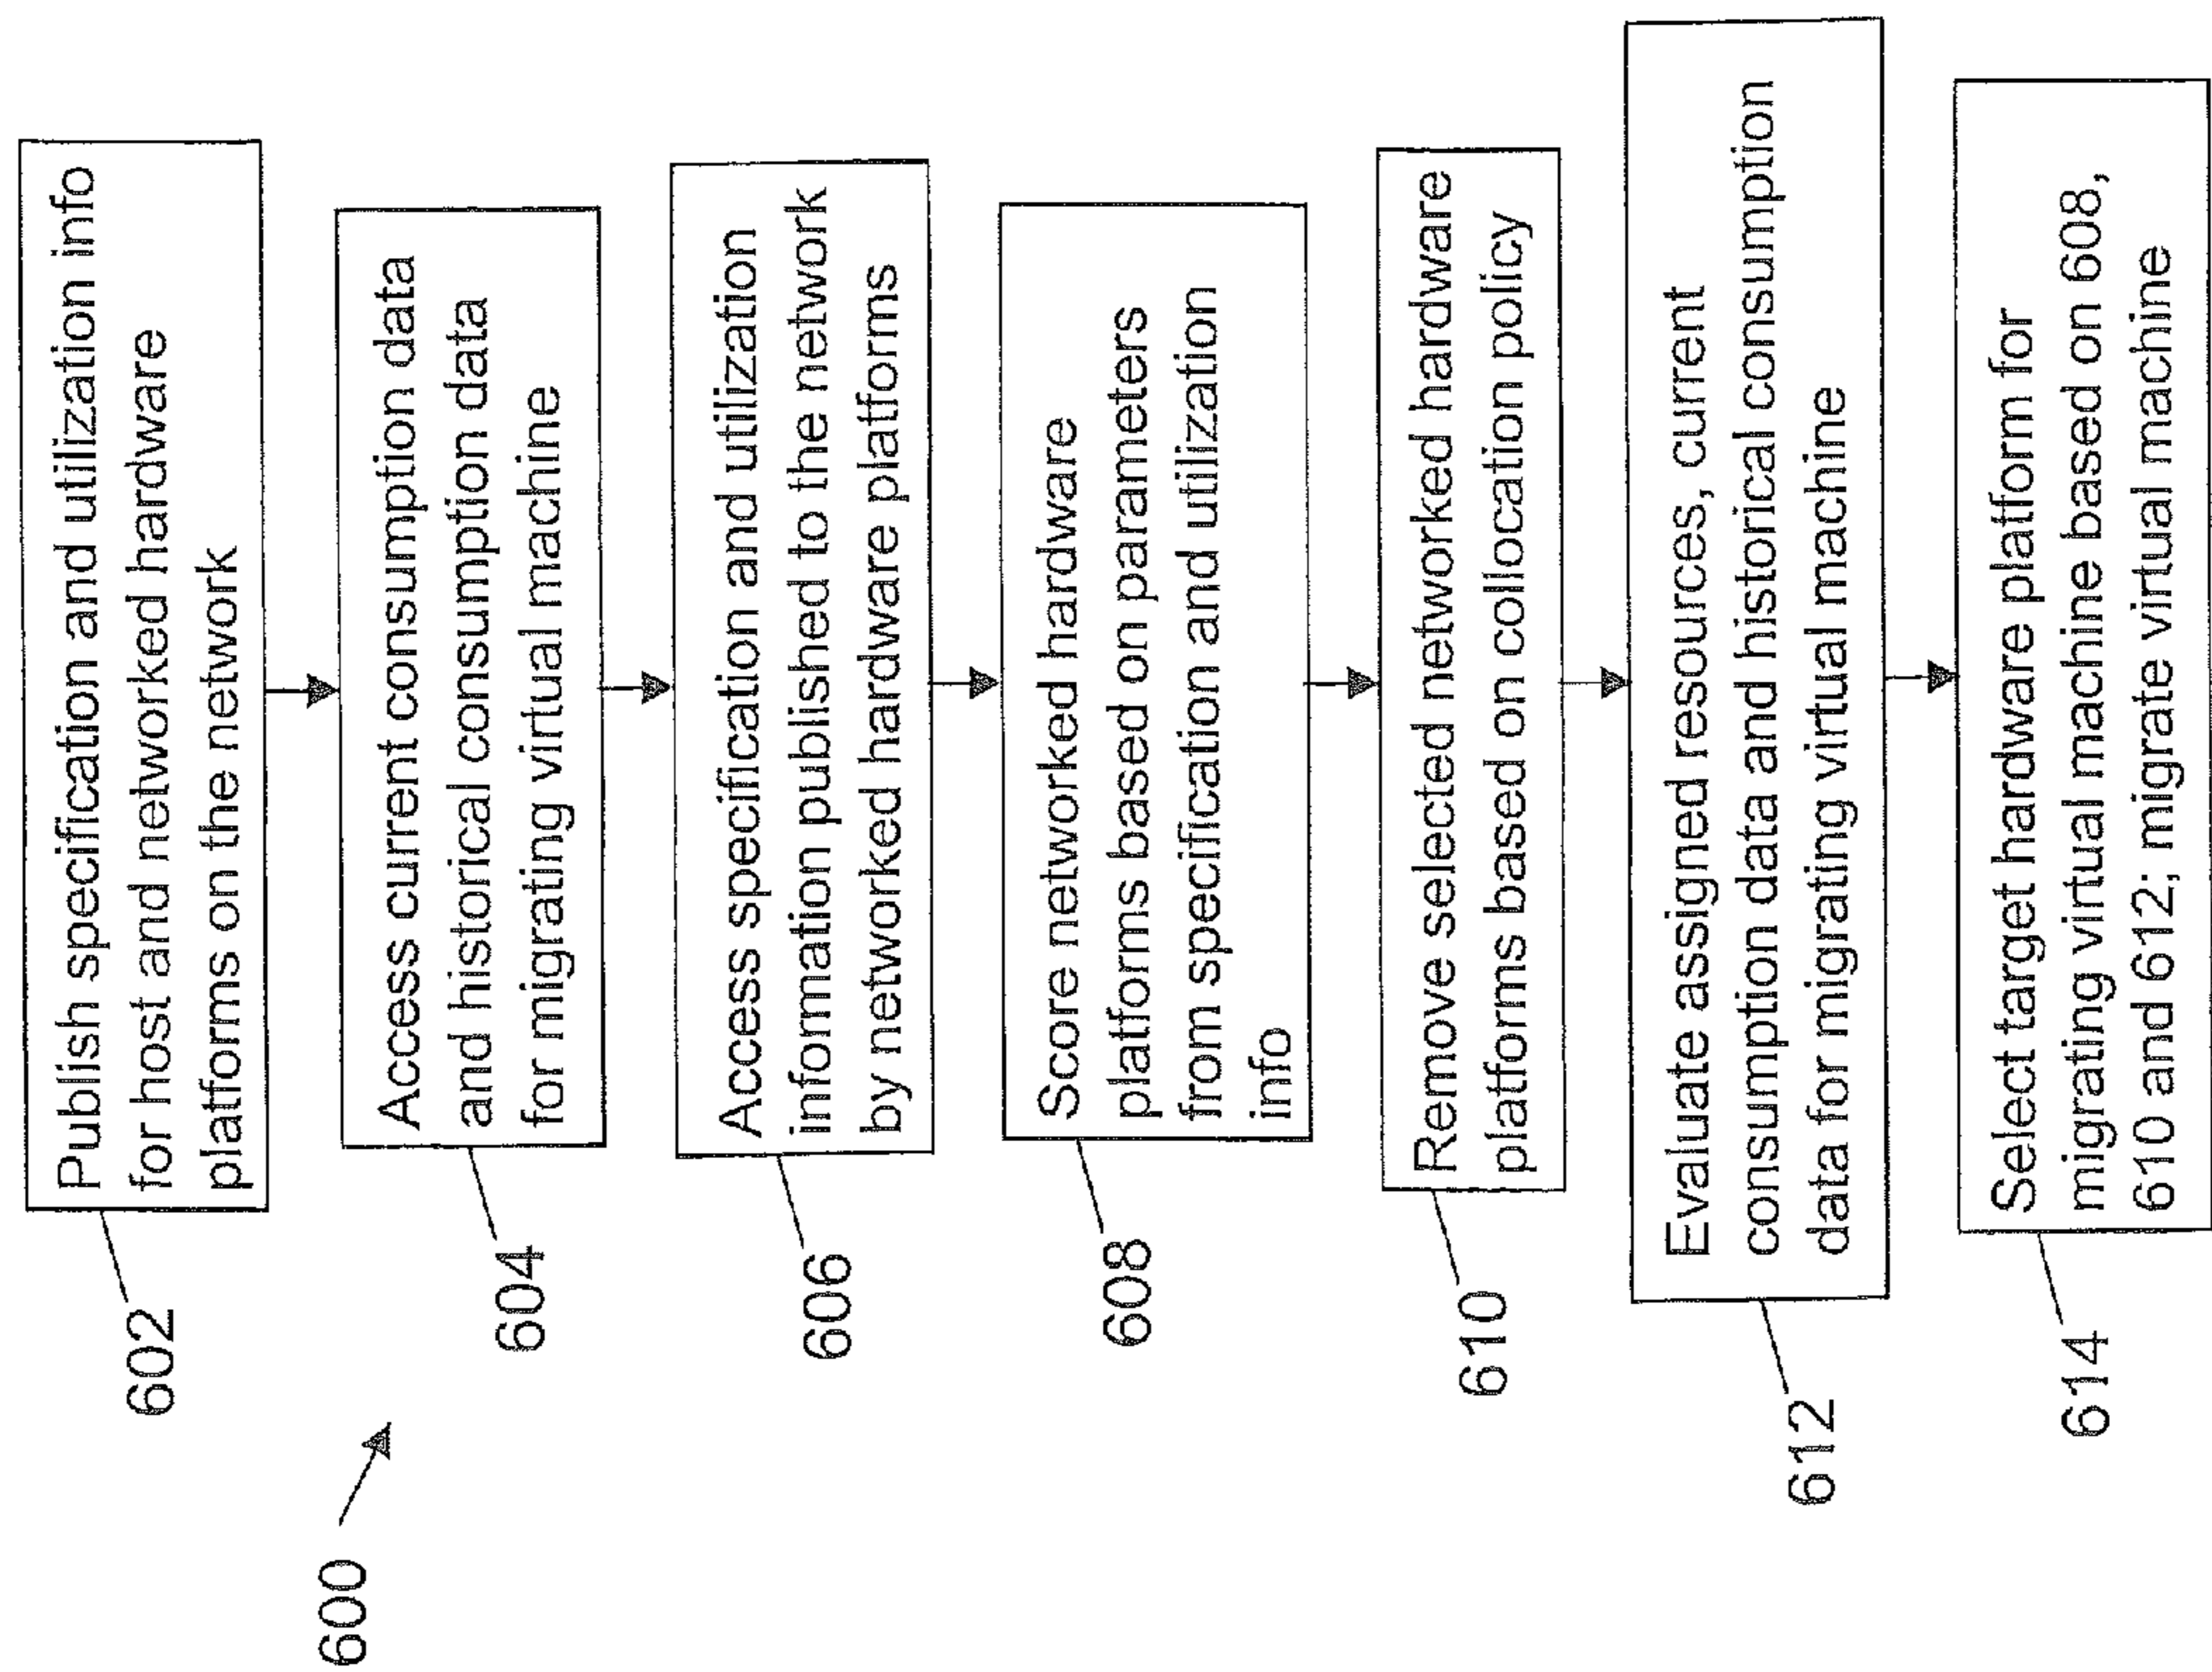 600
602
Publish specification and utilization info
for host and networked hardware
platforms on the network
604
Access current consumption data
and historical consumption data
for migrating virtual machine
606
Access specification and utilization
information published to the network
by networked hardware platforms
608
Score networked hardware
platforms based on parameters
from specification and utilization
info
610
Remove selected networked hardware
platforms based on collocation policy
612
Evaluate assigned resources, current
consumption data and historical consumption
data for migrating virtual machine
614
Select target hardware platform for
migrating virtual machine based on 608,
610 and 612; migrate virtual machine